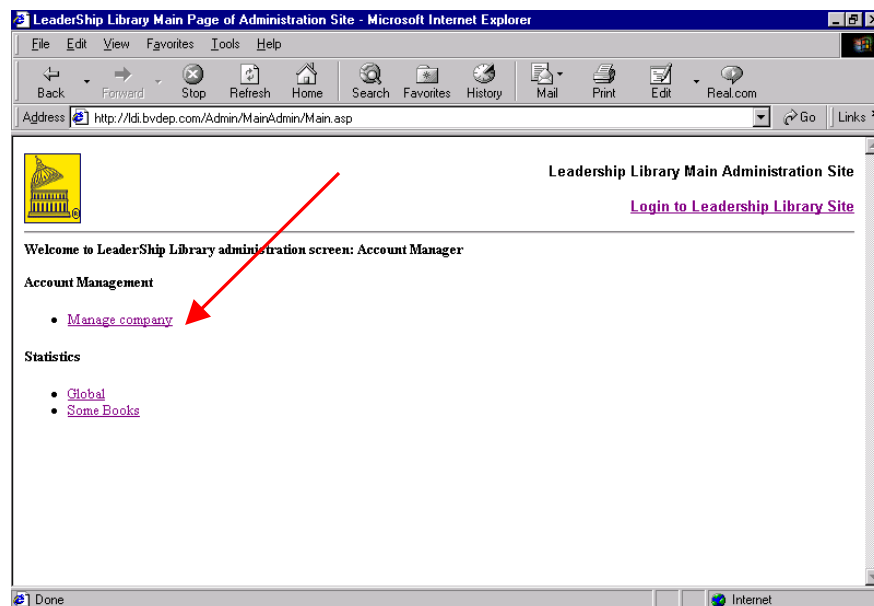 LeaderShip Library Main Page of Administration Site - Microsoft Internet Explorer
File Edit View Favorites Tools Help
Back Forward Stop Refresh Home Search Favorites History Mail Print Edit Real.com
Address http://ldi.bvdep.com/Admin/MainAdmin/Main.asp Go Links
Leadership Library Main Administration Site
Login to Leadership Library Site
Welcome to LeaderShip Library administration screen: Account Manager
Account Management
Manage company
Statistics
Global
Some Books
Done Internet